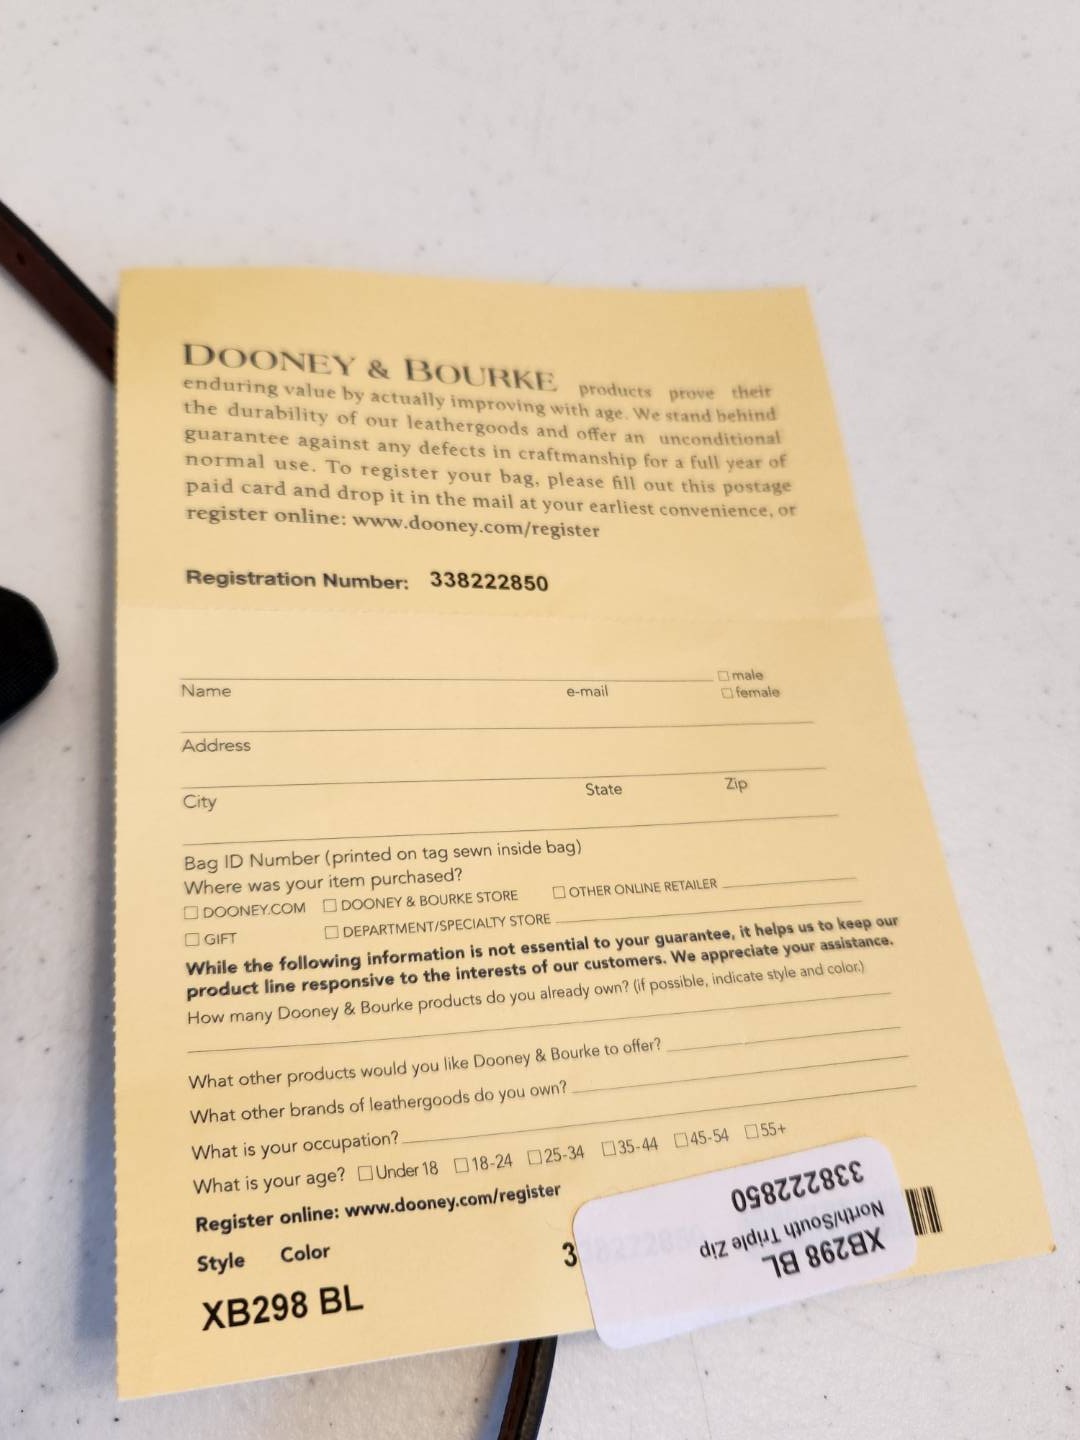 DOONEY & BOURKE products prove their
enduring value by actually improving with age. We stand behind
the durability of our leathergoods and offer an unconditional
guarantee against any defects in craftmanship for a full year of
normal use. To register your bag, please fill out this postage
paid card and drop it in the mail at your earliest convenience, or
register online: www.dooney.com/register
Registration Number: 338222850
☐ male
Name e-mail ☐ female
Address
City State Zip
Bag ID Number (printed on tag sewn inside bag)
Where was your item purchased?
☐ DOONEY.COM ☐ DOONEY & BOURKE STORE ☐ OTHER ONLINE RETAILER
☐ GIFT ☐ DEPARTMENT/SPECIALTY STORE
While the following information is not essential to your guarantee, it helps us to keep our
product line responsive to the interests of our customers. We appreciate your assistance.
How many Dooney & Bourke products do you already own? (if possible, indicate style and color.)
What other products would you like Dooney & Bourke to offer?
What other brands of leathergoods do you own?
What is your occupation?
What is your age? ☐ Under 18 ☐ 18-24 ☐ 25-34 ☐ 35-44 ☐ 45-54 ☐ 55+
Register online: www.dooney.com/register
Style Color
XB298 BL
3
XB298 BL
North/South Triple Zip
338222850